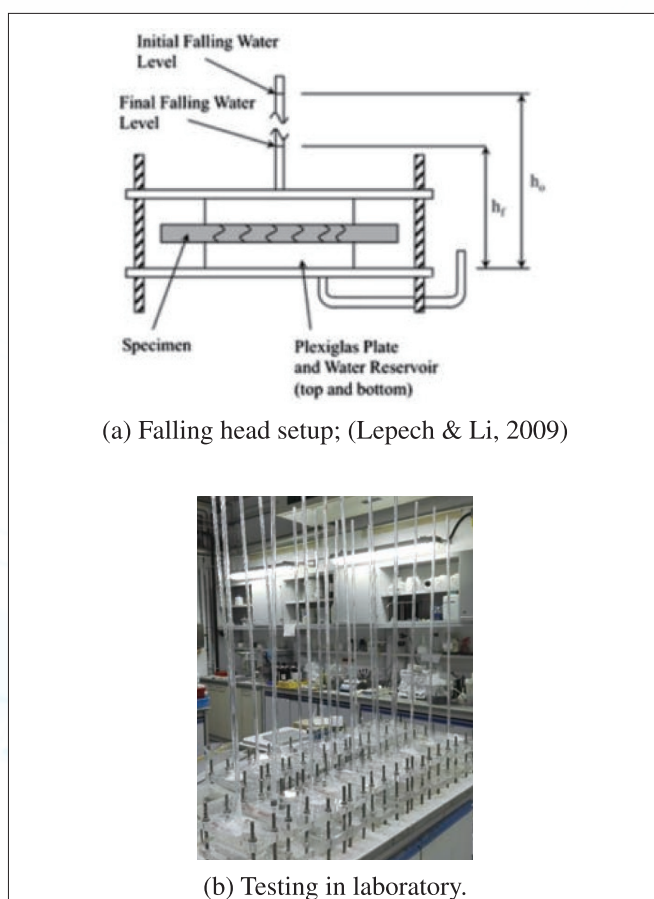 Initial Falling Water
Level
Final Falling Water
Level
hₒ
h_f
Specimen
Plexiglas Plate
and Water Reservoir
(top and bottom)
(a) Falling head setup; (Lepech & Li, 2009)
(b) Testing in laboratory.